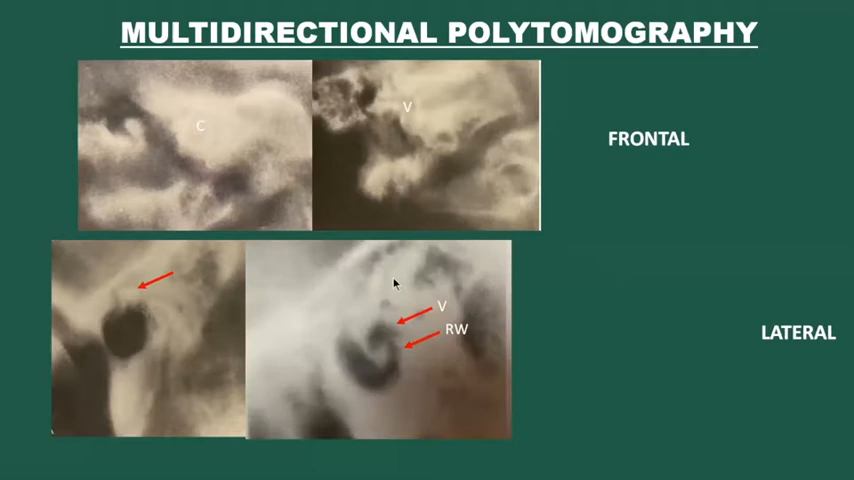 MULTIDIRECTIONAL POLYTOMOGRAPHY
C
V
FRONTAL
V
RW
LATERAL